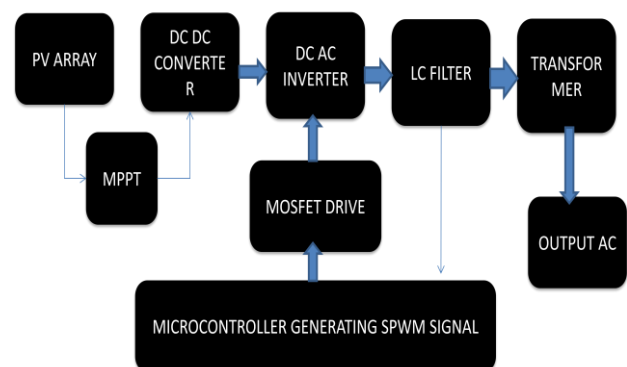 PV ARRAY
DC DC
CONVERTE
R
DC AC
INVERTER
LC FILTER
TRANSFOR
MER
MPPT
MOSFET DRIVE
OUTPUT AC
MICROCONTROLLER GENERATING SPWM SIGNAL